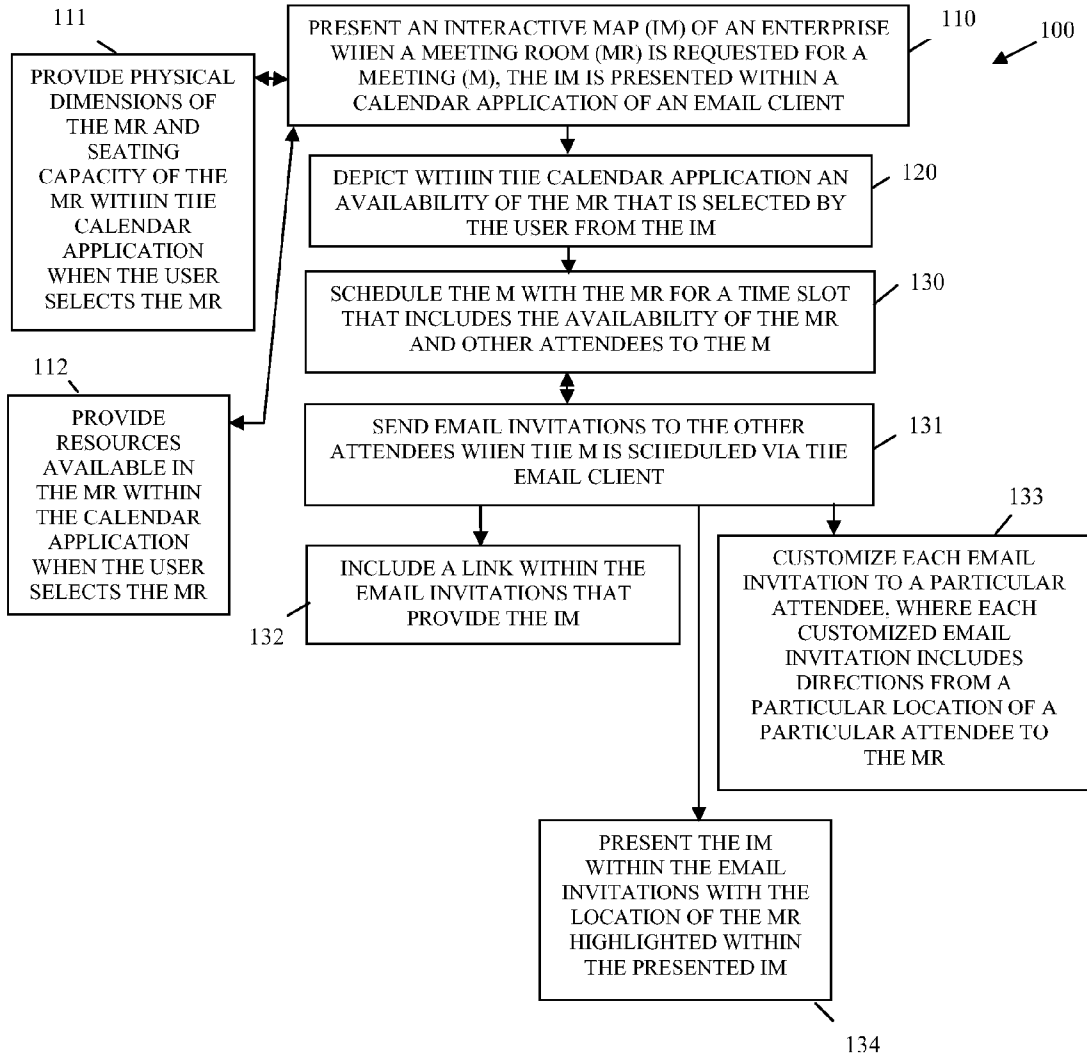 111
PROVIDE PHYSICAL
DIMENSIONS OF
THE MR AND
SEATING
CAPACITY OF THE
MR WITHIN THE
CALENDAR
APPLICATION
WHEN THE USER
SELECTS THE MR
PRESENT AN INTERACTIVE MAP (IM) OF AN ENTERPRISE
WHEN A MEETING ROOM (MR) IS REQUESTED FOR A
MEETING (M), THE IM IS PRESENTED WITHIN A
CALENDAR APPLICATION OF AN EMAIL CLIENT
110
100
DEPICT WITHIN THE CALENDAR APPLICATION AN
AVAILABILITY OF THE MR THAT IS SELECTED BY
THE USER FROM THE IM
120
SCHEDULE THE M WITH THE MR FOR A TIME SLOT
THAT INCLUDES THE AVAILABILITY OF THE MR
AND OTHER ATTENDEES TO THE M
130
112
PROVIDE
RESOURCES
AVAILABLE IN
THE MR WITHIN
THE CALENDAR
APPLICATION
WHEN THE USER
SELECTS THE MR
SEND EMAIL INVITATIONS TO THE OTHER
ATTENDEES WHEN THE M IS SCHEDULED VIA THE
EMAIL CLIENT
131
INCLUDE A LINK WITHIN THE
EMAIL INVITATIONS THAT
PROVIDE THE IM
132
133
CUSTOMIZE EACH EMAIL
INVITATION TO A PARTICULAR
ATTENDEE, WHERE EACH
CUSTOMIZED EMAIL
INVITATION INCLUDES
DIRECTIONS FROM A
PARTICULAR LOCATION OF A
PARTICULAR ATTENDEE TO
THE MR
PRESENT THE IM
WITHIN THE EMAIL
INVITATIONS WITH THE
LOCATION OF THE MR
HIGHLIGHTED WITHIN
THE PRESENTED IM
134